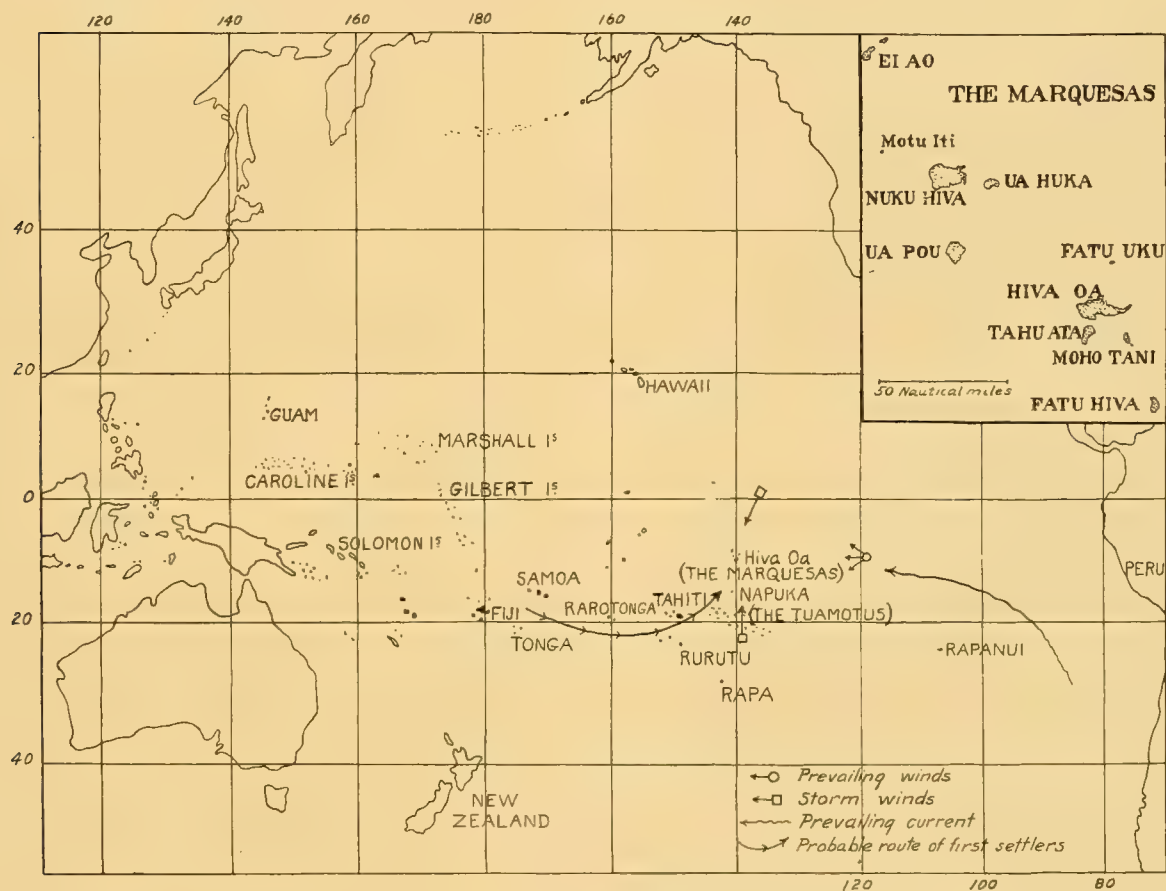 120 140 160 180 160 140
EI AO
THE MARQUESAS
Motu Iti
UA HUKA
NUKU HIVA
UA POU
FATU UKU
HIVA OA
TAHU ATA
MOHO TANI
50 Nautical miles
FATU HIVA
40
20
HAWAII
GUAM
MARSHALL Is
CAROLINE Is
GILBERT Is
0
SOLOMON Is
Hiva Oa
(THE MARQUESAS)
PERU
SAMOA
NAPUKA
RAROTONGA
TAHITI
FIJI
(THE TUAMOTUS)
20
TONGA
RURUTU
RAPANUI
RAPA
40
NEW
ZEALAND
Prevailing winds
Storm winds
Prevailing current
Probable route of first settlers
120 100 80